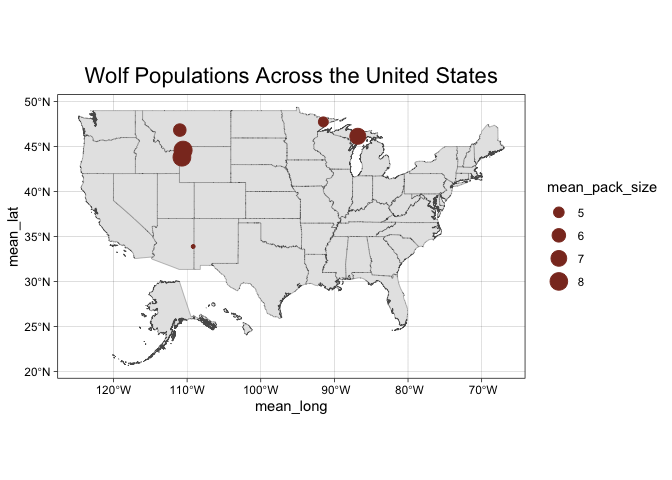 Wolf Populations Across the United States
50°N
45°N
40°N
35°N
30°N
25°N
20°N
mean_lat
120°W 110°W 100°W 90°W 80°W 70°W
mean_long
mean_pack_size
5
6
7
8